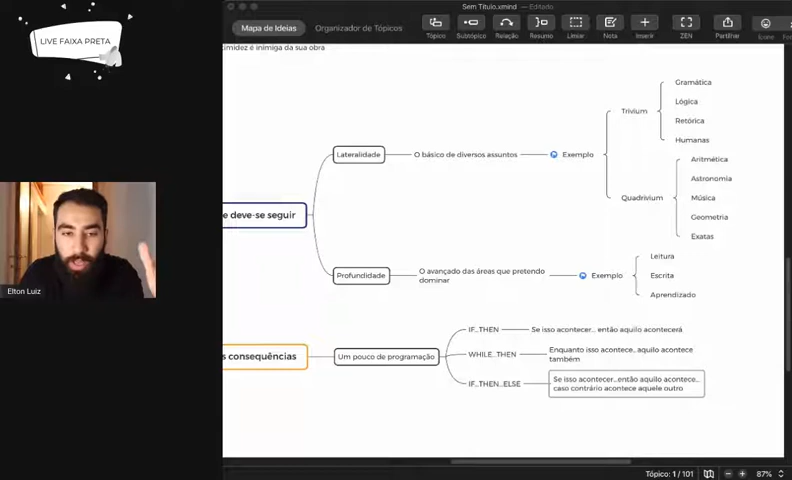 LIVE FAIXA PRETA
Elton Luiz
Sem Título.xmind — Editado
Mapa de Ideias
Organizador de Tópicos
Tópico
Subtópico
Relação
Resumo
Limiar
Nota
Inserir
ZEN
Partilhar
Ícone
timidez é inimiga da sua obra
e deve-se seguir
Lateralidade
O básico de diversos assuntos
Exemplo
Trivium
Gramática
Lógica
Retórica
Humanas
Quadrivium
Aritmética
Astronomia
Música
Geometria
Exatas
Profundidade
O avançado das áreas que pretendo
dominar
Exemplo
Leitura
Escrita
Aprendizado
s consequências
Um pouco de programação
IF...THEN
Se isso acontecer... então aquilo acontecerá
WHILE...THEN
Enquanto isso acontece.. aquilo acontece
também
IF...THEN...ELSE
Se isso acontecer...então aquilo acontece...
caso contrário acontece aquele outro
Tópico: 1 / 101
87%